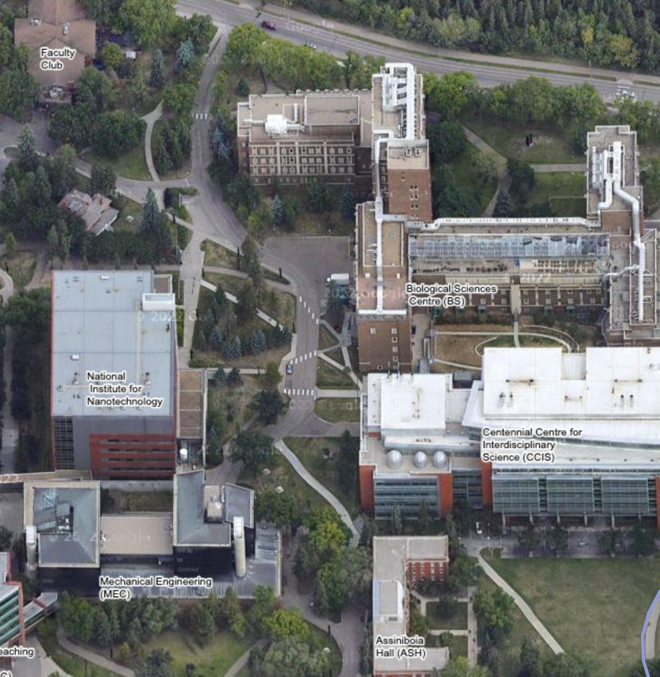 Faculty
Club
Biological Sciences
Centre (BS)
National
Institute for
Nanotechnology
Centennial Centre for
Interdisciplinary
Science (CCIS)
Mechanical Engineering
(MEC)
Assiniboia
Hall (ASH)
eaching
C)